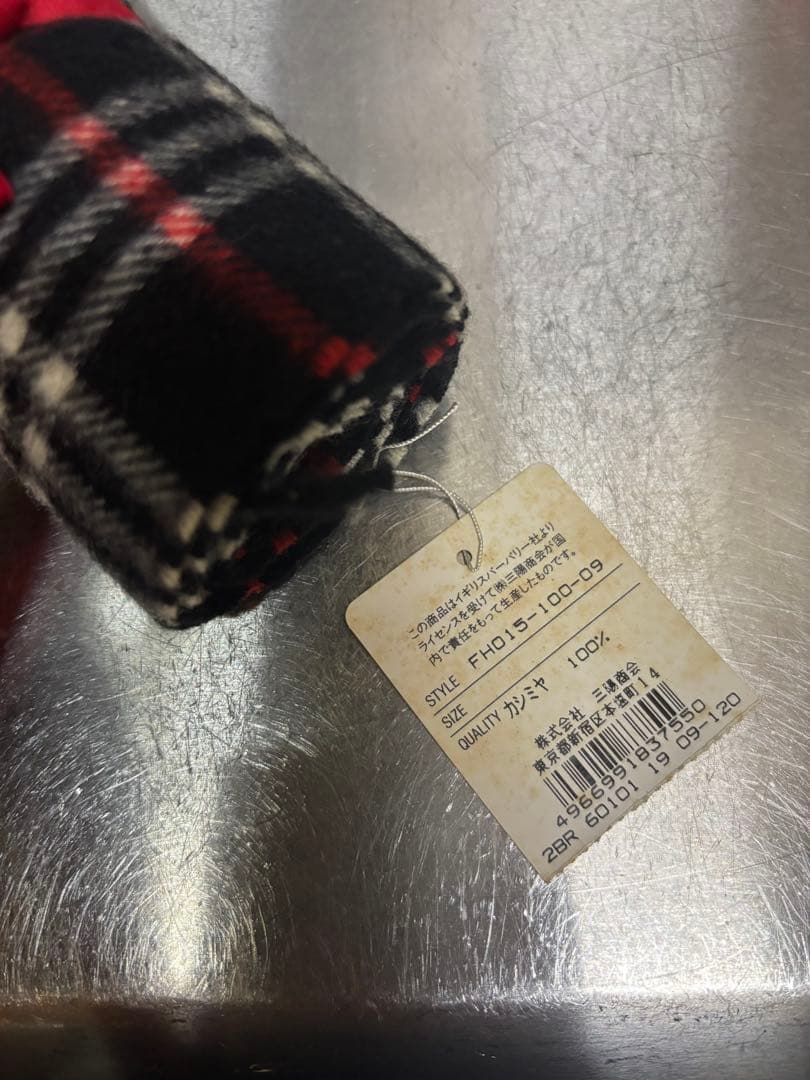 この商品はイギリスバーバリー社より
ライセンスを受けて(株)三陽商会が国
内で責任をもって生産したものです。
STYLE FH015-100-09
SIZE
QUALITY カシミヤ 100%
株式会社 三陽商会
東京都新宿区本塩町14
4966991837550
2BR 60101 19 09-120